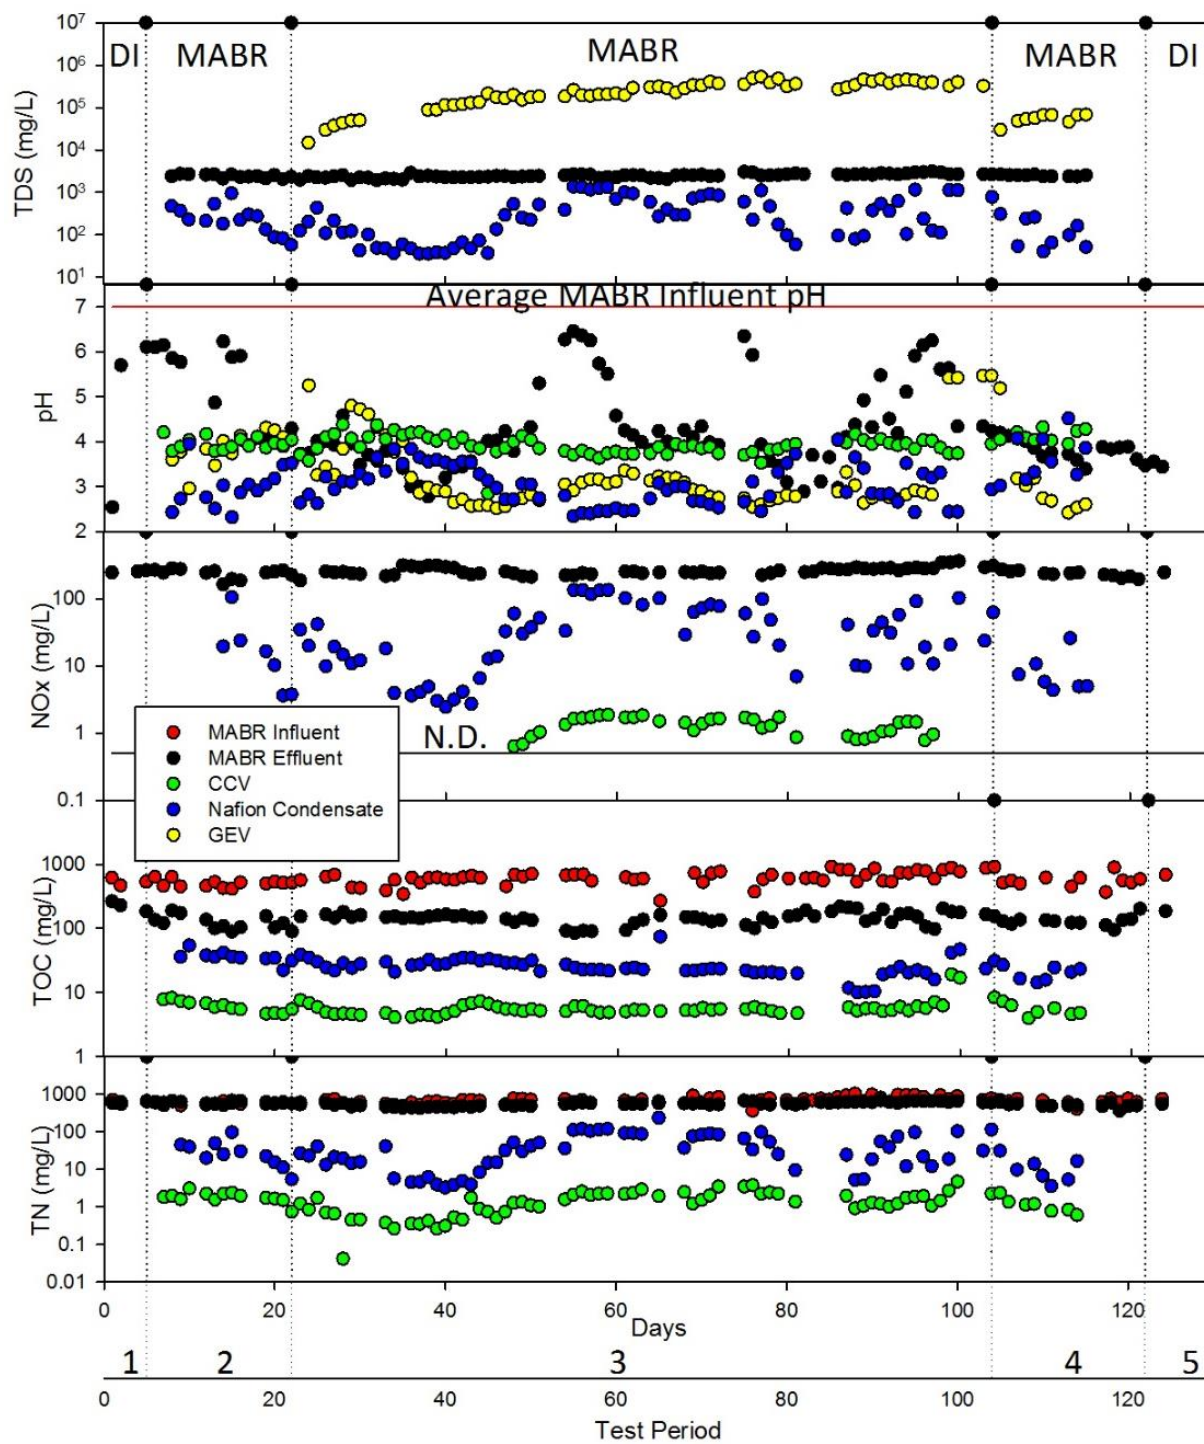 10⁷
DI MABR MABR MABR DI
10⁶
10⁵
10⁴
10³
10²
10¹
TDS (mg/L)
Average MABR Influent pH
7
6
5
4
3
2
pH
100
10
1
0.1
NOx (mg/L)
N.D.
MABR Influent
MABR Effluent
CCV
Nafion Condensate
GEV
1000
100
10
1
TOC (mg/L)
1000
100
10
1
0.1
0.01
TN (mg/L)
0 20 40 60 80 100 120
Days
1 2 3 4 5
0 20 40 60 80 100 120
Test Period